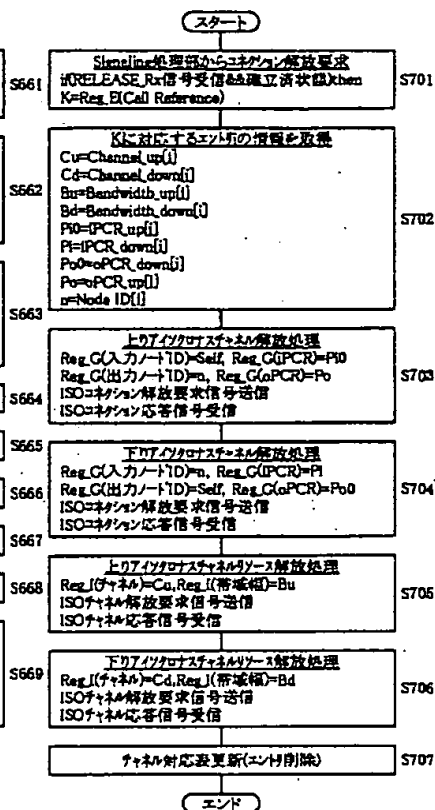 スタート
Signaling処理部からコネクション解放要求
if(RELEASE_Rx信号受信&&確立済状態)then
K=Reg_E(Call Reference)
S701
Kに対応するエントリの情報を取得
Cu=Channel_up[i]
Cd=Channel_down[i]
Bu=Bandwidth_up[i]
Bd=Bandwidth_down[i]
Pi0=iPCR_up[i]
Pi=iPCR_down[i]
Po0=oPCR_down[i]
Po=oPCR_up[i]
n=Node ID[i]
S702
上りアイソクロナスチャネル解放処理
Reg_G(入力ノードID)=Self, Reg_G(iPCR)=Pi0
Reg_G(出力ノードID)=n, Reg_G(oPCR)=Po
ISOコネクション解放要求信号送信
ISOコネクション応答信号受信
S703
下りアイソクロナスチャネル解放処理
Reg_G(入力ノードID)=n, Reg_G(iPCR)=Pi
Reg_G(出力ノードID)=Self, Reg_G(oPCR)=Po0
ISOコネクション解放要求信号送信
ISOコネクション応答信号受信
S704
上りアイソクロナスチャネルリソース解放処理
Reg_I(チャネル)=Cu,Reg_I(帯域幅)=Bu
ISOチャネル解放要求信号送信
ISOチャネル応答信号受信
S705
下りアイソクロナスチャネルリソース解放処理
Reg_I(チャネル)=Cd,Reg_I(帯域幅)=Bd
ISOチャネル解放要求信号送信
ISOチャネル応答信号受信
S706
チャネル対応表更新(エントリ削除)
S707
エンド
S661
S662
S663
S664
S665
S666
S667
S668
S669